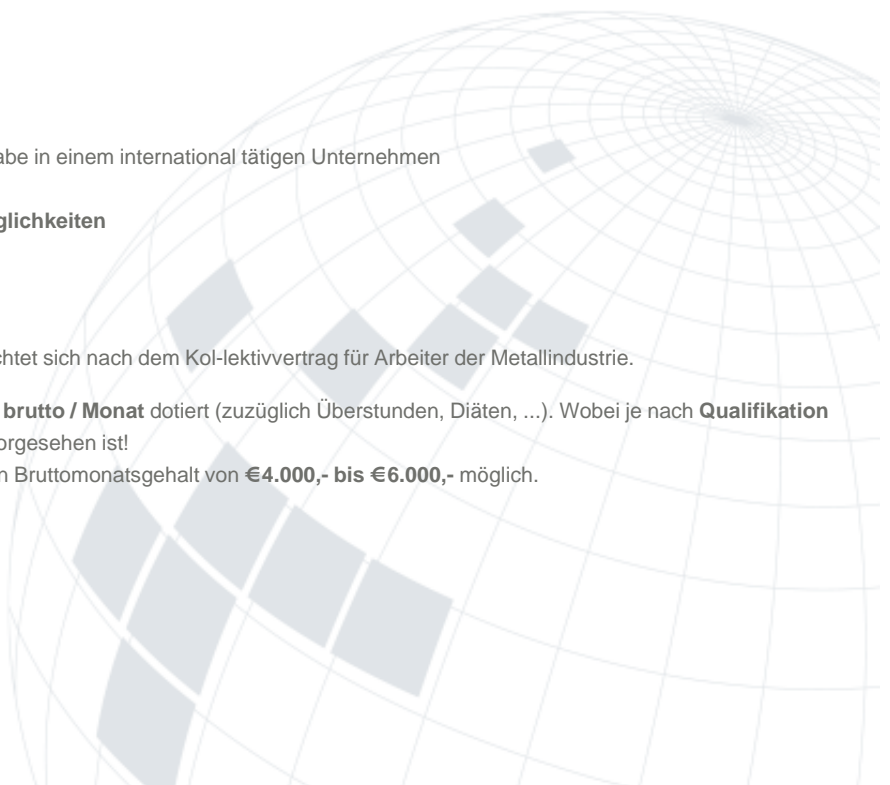 abe in einem international tätigen Unternehmen
glichkeiten
chtet sich nach dem Kol-lektivvertrag für Arbeiter der Metallindustrie.
brutto / Monat dotiert (zuzüglich Überstunden, Diäten, ...). Wobei je nach Qualifikation
orgesehen ist!
n Bruttomonatsgehalt von €4.000,- bis €6.000,- möglich.